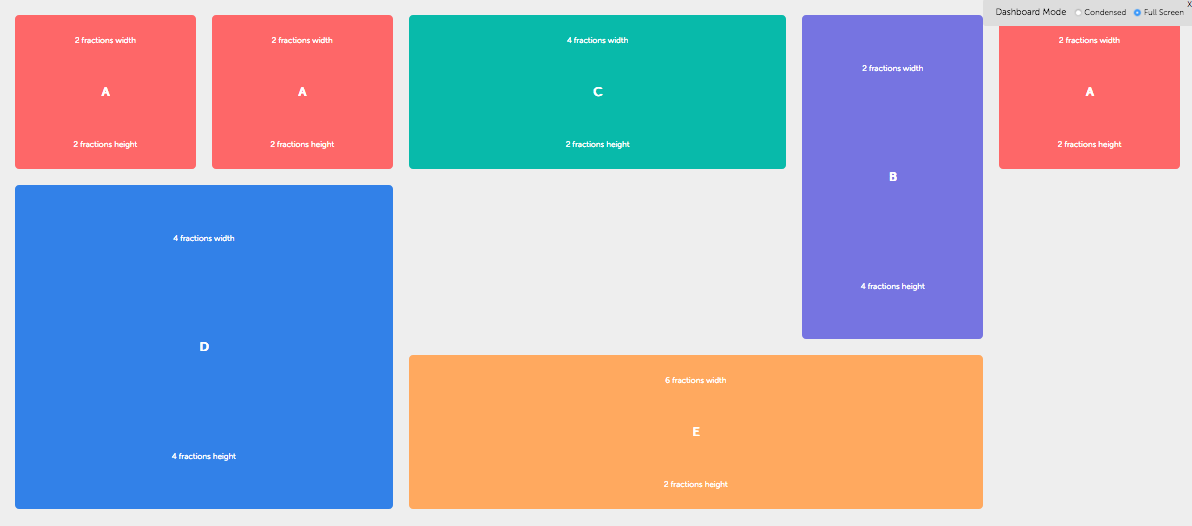 Dashboard Mode Condensed Full Screen
X
2 fractions width
A
2 fractions height
2 fractions width
A
2 fractions height
4 fractions width
C
2 fractions height
2 fractions width
B
4 fractions height
2 fractions width
A
2 fractions height
4 fractions width
D
4 fractions height
6 fractions width
E
2 fractions height